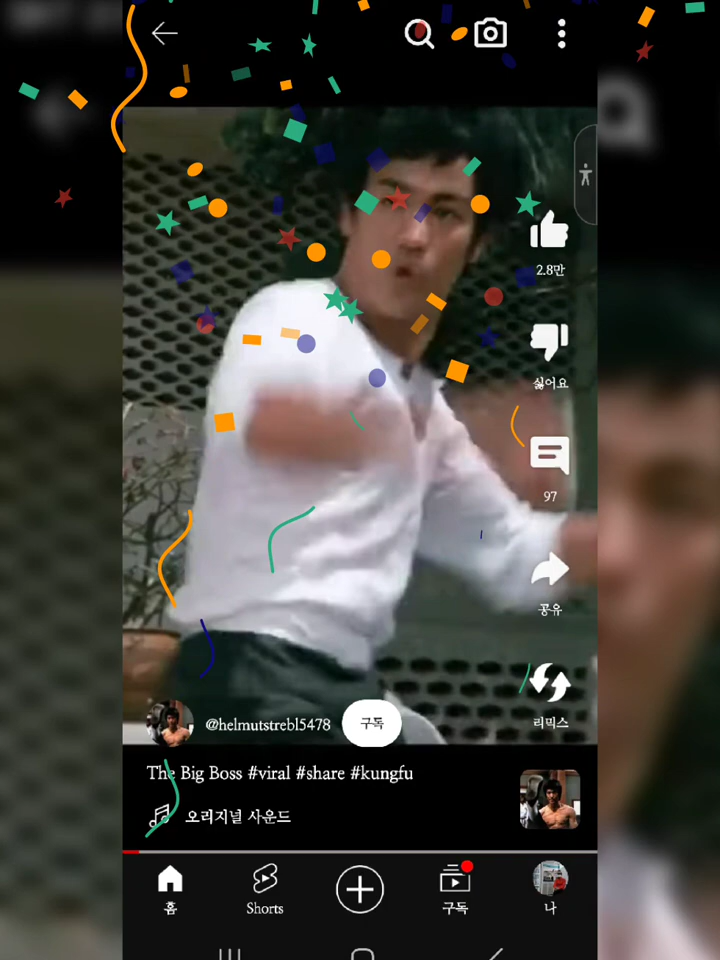 2.8만
싫어요
97
공유
리믹스
@helmutstrebl5478 구독
The Big Boss #viral #share #kungfu
오리지널 사운드
홈 Shorts 구독 나